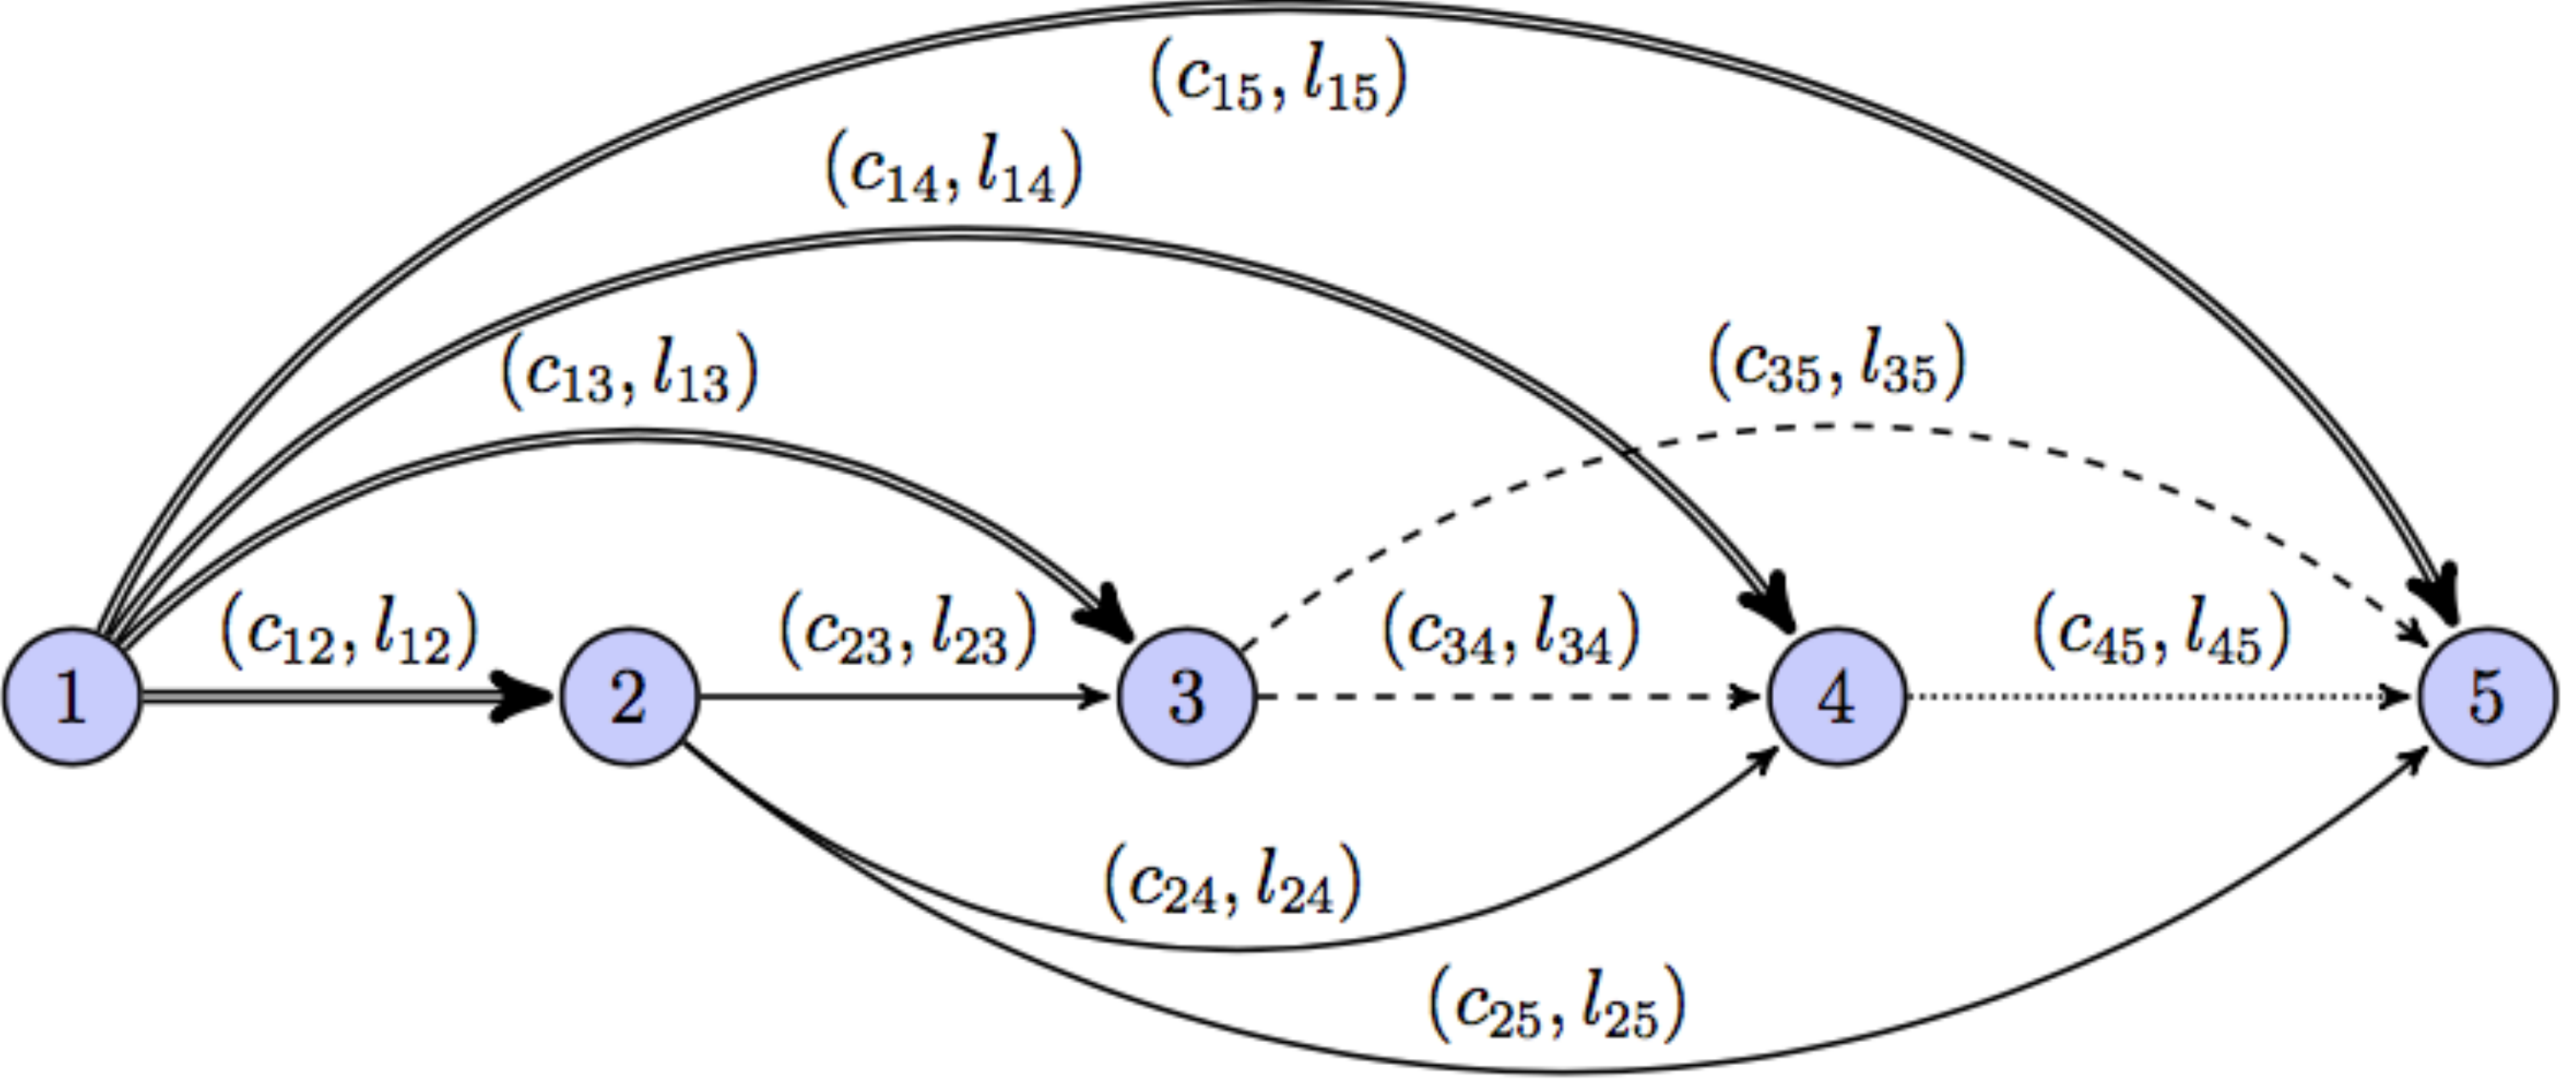 (c15, l15)
(c14, l14)
(c13, l13)
(c35, l35)
(c12, l12)
(c23, l23)
(c34, l34)
(c45, l45)
1
2
3
4
5
(c24, l24)
(c25, l25)